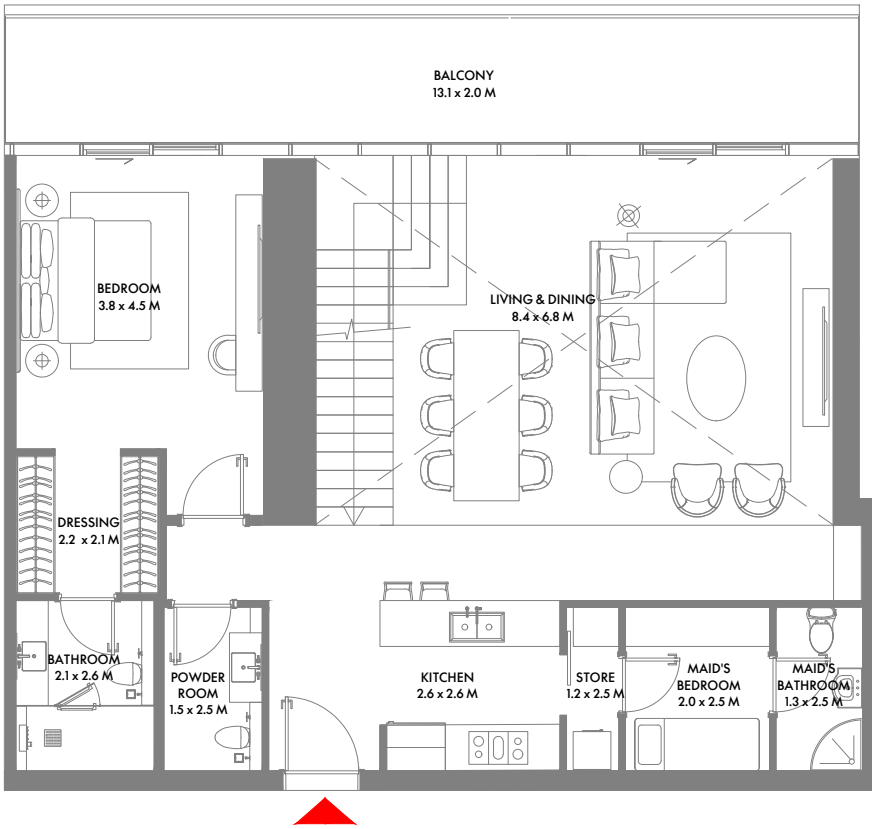 BALCONY
13.1 x 2.0 M
BEDROOM
3.8 x 4.5 M
LIVING & DINING
8.4 x 6.8 M
DRESSING
2.2 x 2.1 M
BATHROOM
2.1 x 2.6 M
POWDER
ROOM
1.5 x 2.5 M
KITCHEN
2.6 x 2.6 M
STORE
1.2 x 2.5 M
MAID'S
BEDROOM
2.0 x 2.5 M
MAID'S
BATHROOM
1.3 x 2.5 M